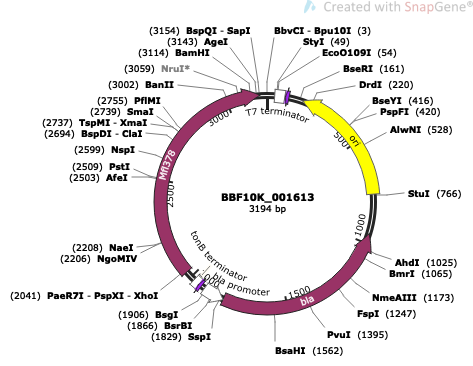 Created with SnapGene®
(3154) BspQI - SapI
(3143) AgeI
(3114) BamHI
(3059) NruI*
(3002) BanII
(2755) PflMI
(2739) SmaI
(2737) TspMI - XmaI
(2694) BspDI - ClaI
(2599) NspI
(2509) PstI
(2503) AfeI
(2208) NaeI
(2206) NgoMIV
(2041) PaeR7I - PspXI - XhoI
(1906) BsgI
(1866) BsrBI
(1829) SspI
BbvCI - Bpu10I (3)
StyI (49)
EcoO109I (54)
BseRI (161)
DrdI (220)
BseYI (416)
PspFI (420)
AlwNI (528)
StuI (766)
AhdI (1025)
BmrI (1065)
NmeAIII (1173)
FspI (1247)
PvuI (1395)
BsaHI (1562)
T7 terminator
ori
Mfl378
bla
bla promoter
tonB terminator
500
1000
1500
2500
3000
BBF10K_001613
3194 bp